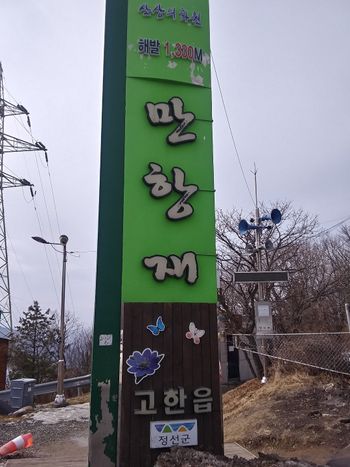 산상의 화원
해발 1,330M
만
항
재
고한읍
정선군